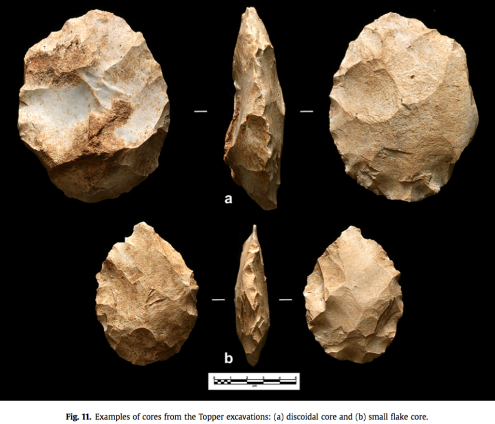 a
b
Fig. 11. Examples of cores from the Topper excavations: (a) discoidal core and (b) small flake core.